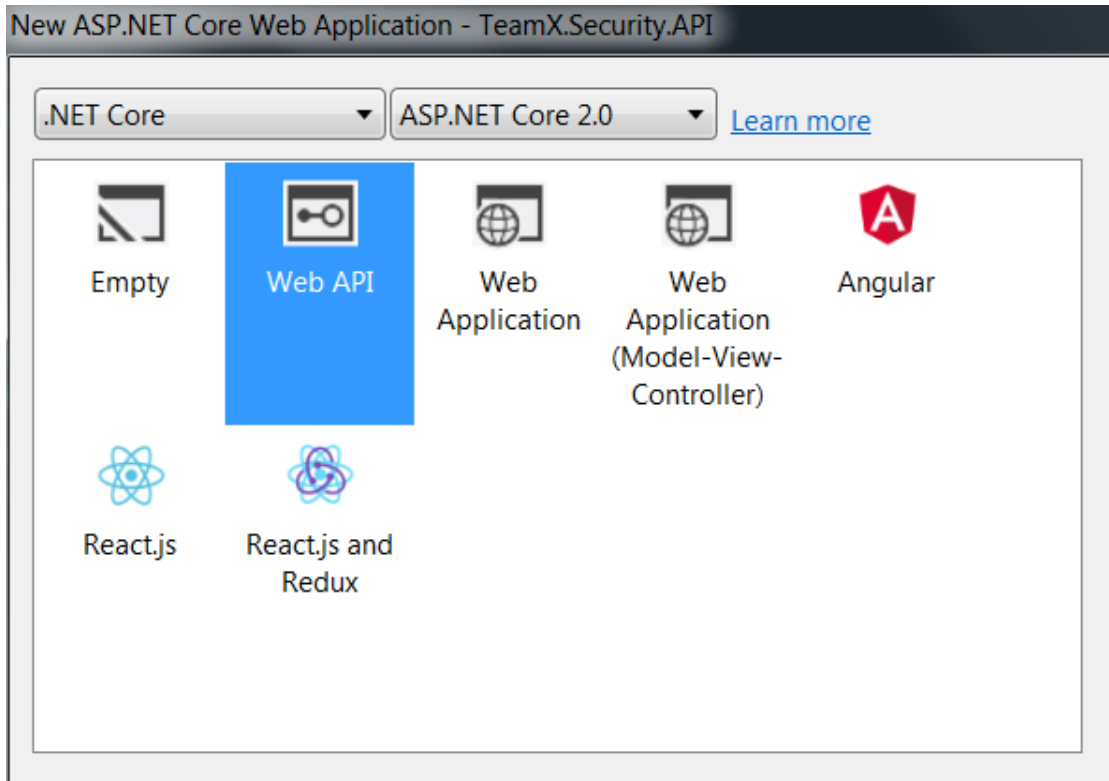 New ASP.NET Core Web Application - TeamX.Security.API
.NET Core ASP.NET Core 2.0 Learn more
Empty
Web API
Web
Application
Web
Application
(Model-View-
Controller)
Angular
React.js
React.js and
Redux